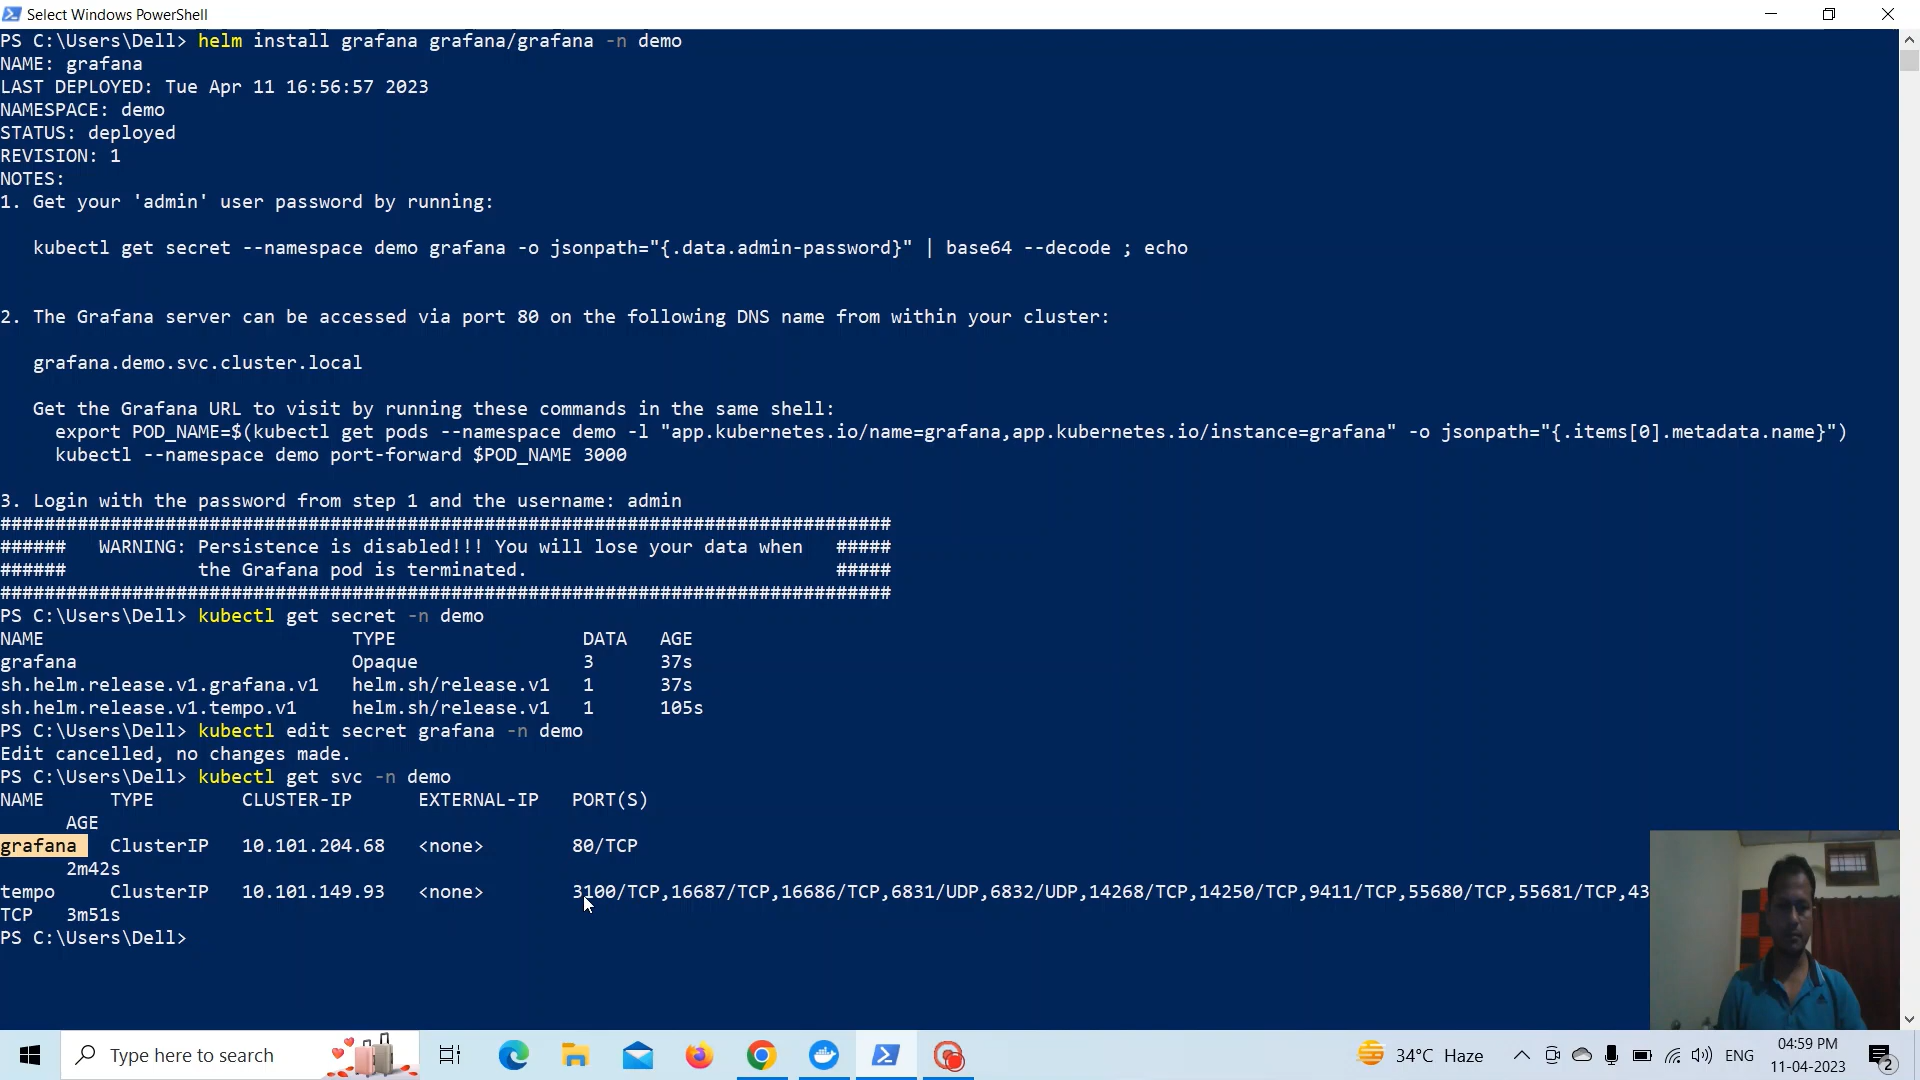 Select Windows PowerShell
PS C:\Users\Dell> helm install grafana grafana/grafana -n demo
NAME: grafana
LAST DEPLOYED: Tue Apr 11 16:56:57 2023
NAMESPACE: demo
STATUS: deployed
REVISION: 1
NOTES:
1. Get your 'admin' user password by running:
kubectl get secret --namespace demo grafana -o jsonpath="{.data.admin-password}" | base64 --decode ; echo
2. The Grafana server can be accessed via port 80 on the following DNS name from within your cluster:
grafana.demo.svc.cluster.local
Get the Grafana URL to visit by running these commands in the same shell:
export POD_NAME=$(kubectl get pods --namespace demo -l "app.kubernetes.io/name=grafana,app.kubernetes.io/instance=grafana" -o jsonpath="{.items[0].metadata.name}")
kubectl --namespace demo port-forward $POD_NAME 3000
3. Login with the password from step 1 and the username: admin
#################################################################################
###### WARNING: Persistence is disabled!!! You will lose your data when #####
###### the Grafana pod is terminated. #####
#################################################################################
PS C:\Users\Dell> kubectl get secret -n demo
NAME TYPE DATA AGE
grafana Opaque 3 37s
sh.helm.release.v1.grafana.v1 helm.sh/release.v1 1 37s
sh.helm.release.v1.tempo.v1 helm.sh/release.v1 1 105s
PS C:\Users\Dell> kubectl edit secret grafana -n demo
Edit cancelled, no changes made.
PS C:\Users\Dell> kubectl get svc -n demo
NAME TYPE CLUSTER-IP EXTERNAL-IP PORT(S)
AGE
grafana ClusterIP 10.101.204.68 <none> 80/TCP
2m42s
tempo ClusterIP 10.101.149.93 <none> 3100/TCP,16687/TCP,16686/TCP,6831/UDP,6832/UDP,14268/TCP,14250/TCP,9411/TCP,55680/TCP,55681/TCP,43
TCP 3m51s
PS C:\Users\Dell>
Type here to search
34°C Haze
ENG
04:59 PM
11-04-2023
2